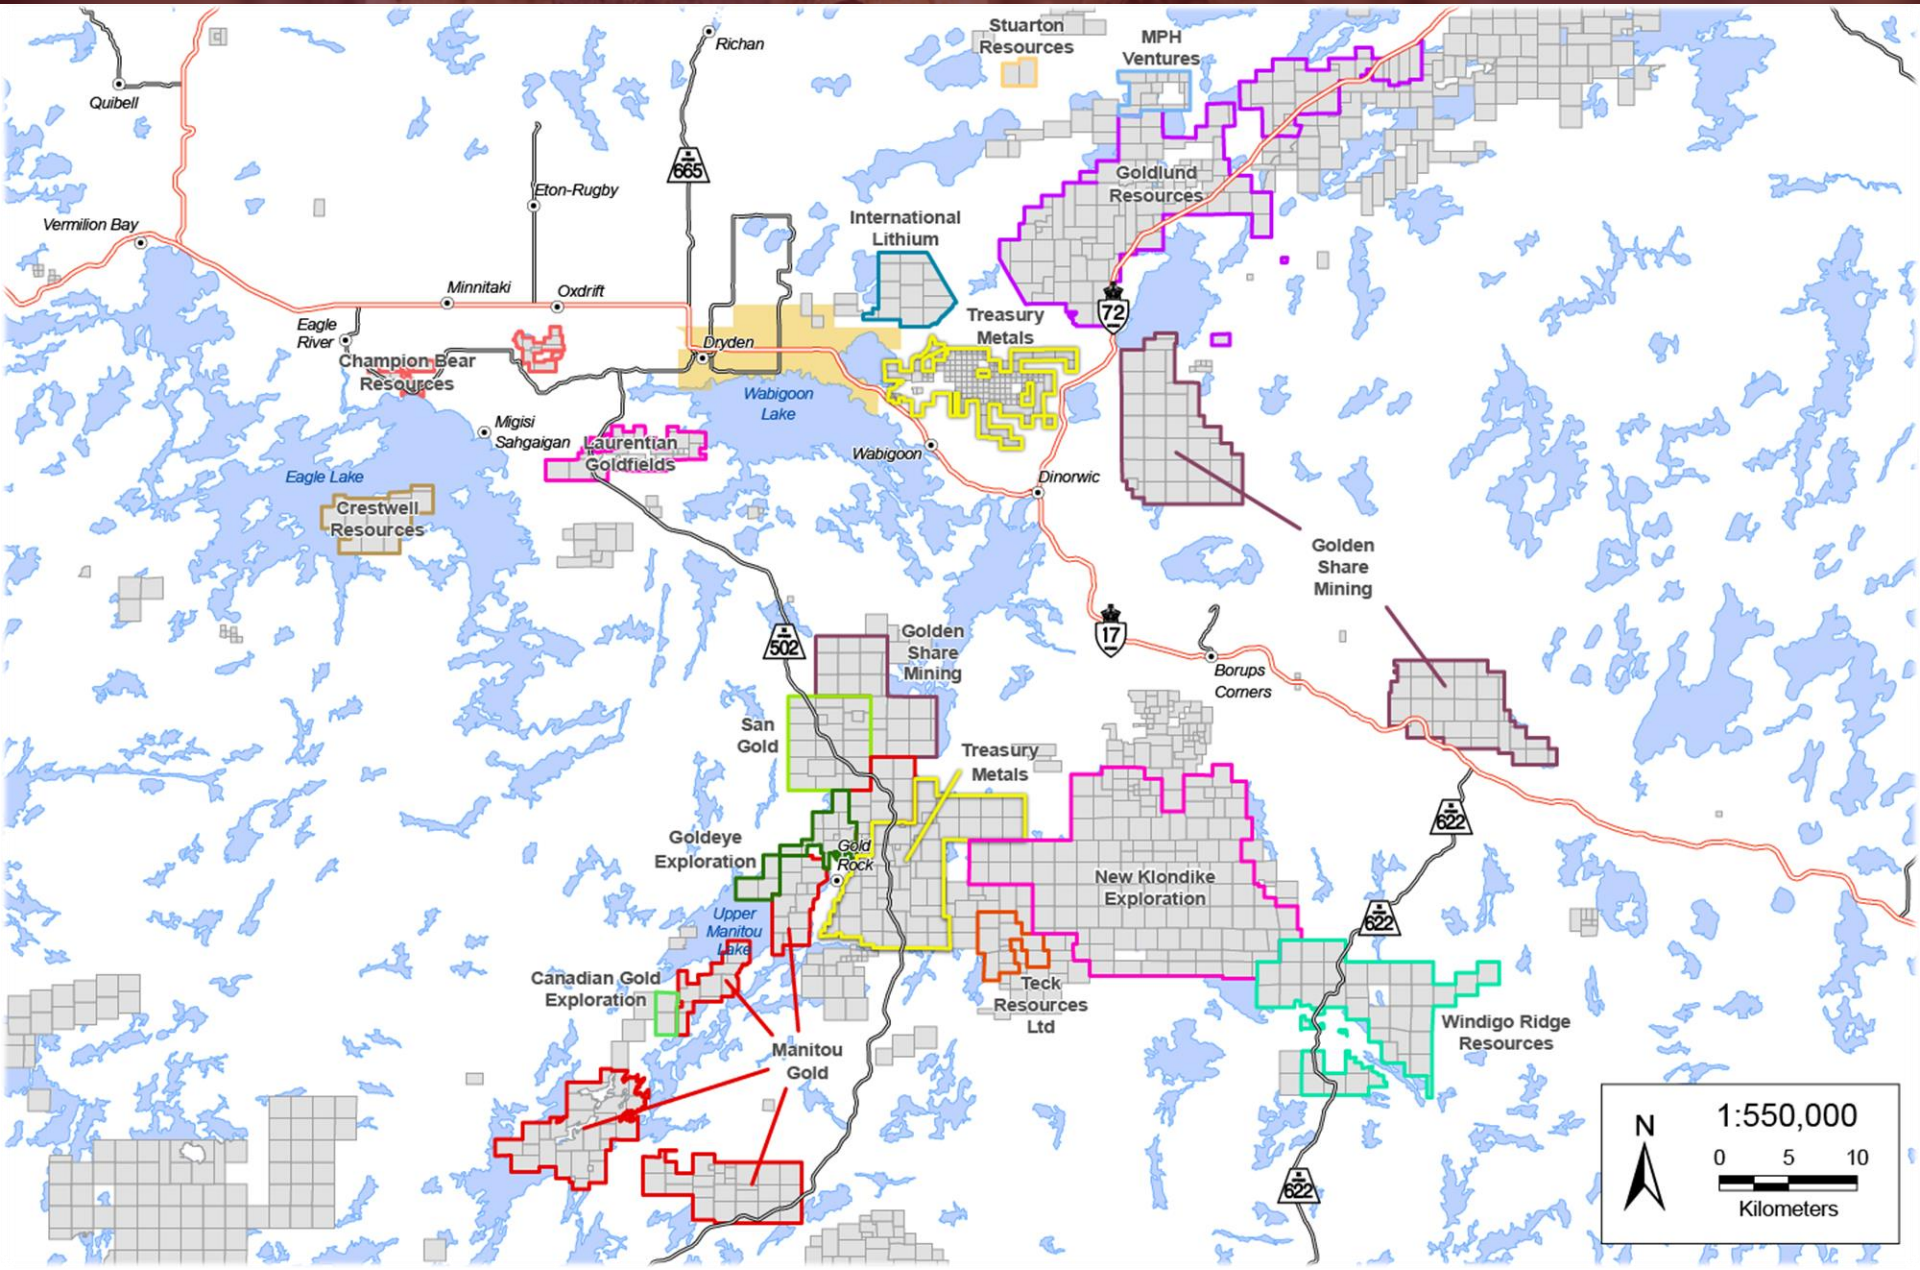 Stuarton
Resources
MPH
Ventures
Richan
Quibell
665
Eton-Rugby
Goldlund
Resources
Vermilion Bay
International
Lithium
Minnitaki
Oxdrift
72
Treasury
Metals
Eagle
River
Dryden
Champion Bear
Resources
Wabigoon
Lake
Migisi
Sahgaigan
Laurentian
Goldfields
Wabigoon
Eagle Lake
Dinorwic
Crestwell
Resources
Golden
Share
Mining
502
Golden
Share
Mining
17
Borups
Corners
San
Gold
Treasury
Metals
622
Goldeye
Exploration
Gold
Rock
New Klondike
Exploration
622
Upper
Manitou
Lake
Canadian Gold
Exploration
Teck
Resources
Ltd
Windigo Ridge
Resources
Manitou
Gold
622
N
1:550,000
0 5 10
Kilometers